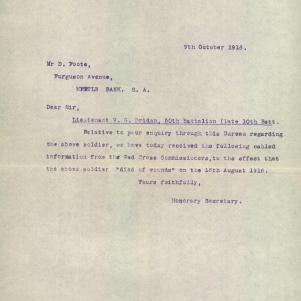 9th October 1916.
Mr D. Foote,
Ferguson Avenue,
MYRTLE BANK, S. A.
Dear Sir,
Lieutenant V. G. Dridan, 50th Battalion (late 10th Batt.
Relative to your enquiry through this Bureau regarding
the above soldier, we have today received the following cabled
information from the Red Cross Commissioners, to the effect that
the above soldier "died of wounds" on the 15th August 1916.
Yours faithfully,
Honorary Secretary.